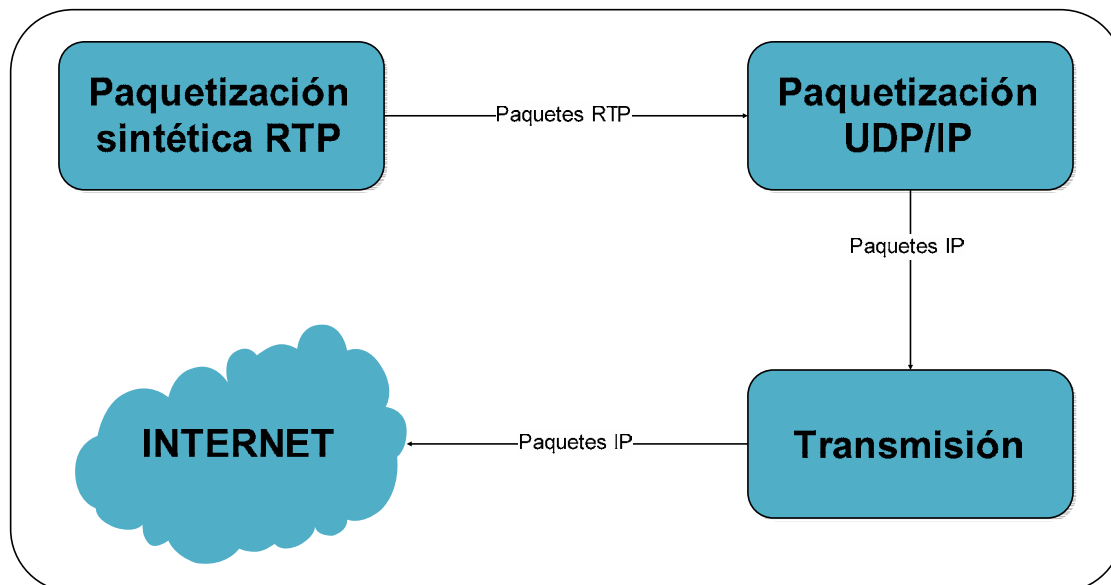 Paquetización
sintética RTP
Paquetes RTP
Paquetización
UDP/IP
Paquetes IP
Transmisión
Paquetes IP
INTERNET